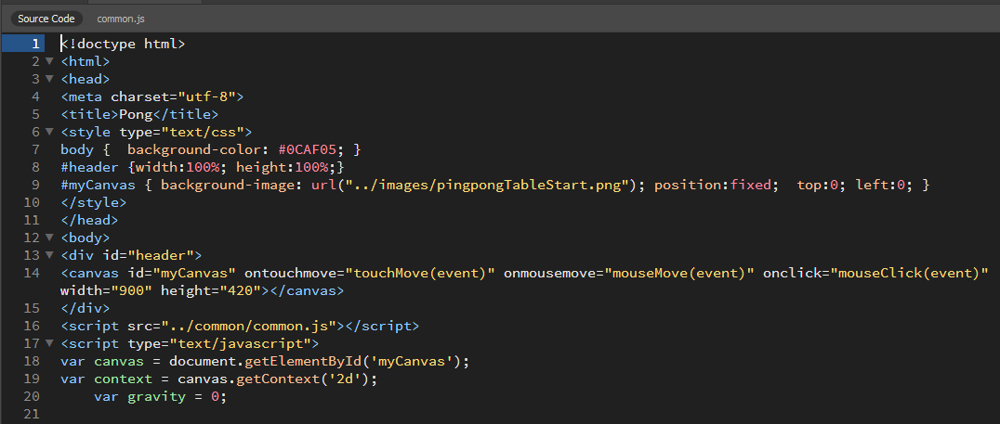 Source Code common.js
1 <!doctype html>
2 <html>
3 <head>
4 <meta charset="utf-8">
5 <title>Pong</title>
6 <style type="text/css">
7 body {  background-color: #0CAF05; }
8 #header {width:100%; height:100%;}
9 #myCanvas { background-image: url("../images/pingpongTableStart.png"); position:fixed;  top:0; left:0; }
10 </style>
11 </head>
12 <body>
13 <div id="header">
14 <canvas id="myCanvas" ontouchmove="touchMove(event)" onmousemove="mouseMove(event)" onclick="mouseClick(event)"
width="900" height="420"></canvas>
15 </div>
16 <script src="../common/common.js"></script>
17 <script type="text/javascript">
18 var canvas = document.getElementById('myCanvas');
19 var context = canvas.getContext('2d');
20     var gravity = 0;
21